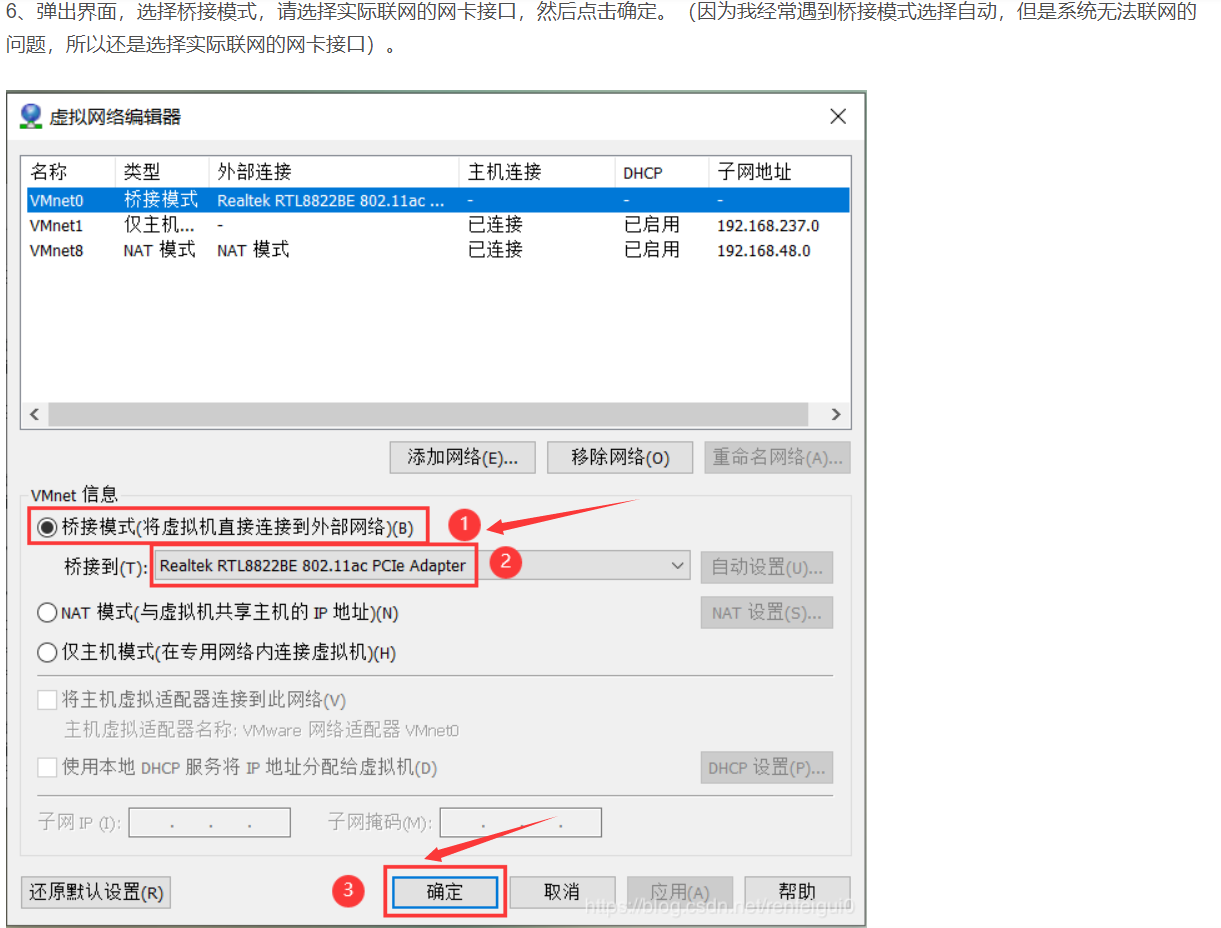 6、弹出界面，选择桥接模式，请选择实际联网的网卡接口，然后点击确定。（因为我经常遇到桥接模式选择自动，但是系统无法联网的
问题，所以还是选择实际联网的网卡接口）。
虚拟网络编辑器
名称 类型 外部连接 主机连接 DHCP 子网地址
VMnet0 桥接模式 Realtek RTL8822BE 802.11ac ... - - -
VMnet1 仅主机... - 已连接 已启用 192.168.237.0
VMnet8 NAT 模式 NAT 模式 已连接 已启用 192.168.48.0
添加网络(E)... 移除网络(O) 重命名网络(A)...
VMnet 信息
桥接模式(将虚拟机直接连接到外部网络)(B) 1
桥接到(T): Realtek RTL8822BE 802.11ac PCIe Adapter 2 自动设置(U)...
NAT 模式(与虚拟机共享主机的 IP 地址)(N) NAT 设置(S)...
仅主机模式(在专用网络内连接虚拟机)(H)
将主机虚拟适配器连接到此网络(V)
主机虚拟适配器名称: VMware 网络适配器 VMnet0
使用本地 DHCP 服务将 IP 地址分配给虚拟机(D) DHCP 设置(P)...
子网 IP (I): . . . 子网掩码(M): . . .
还原默认设置(R) 3 确定 取消 应用(A) 帮助